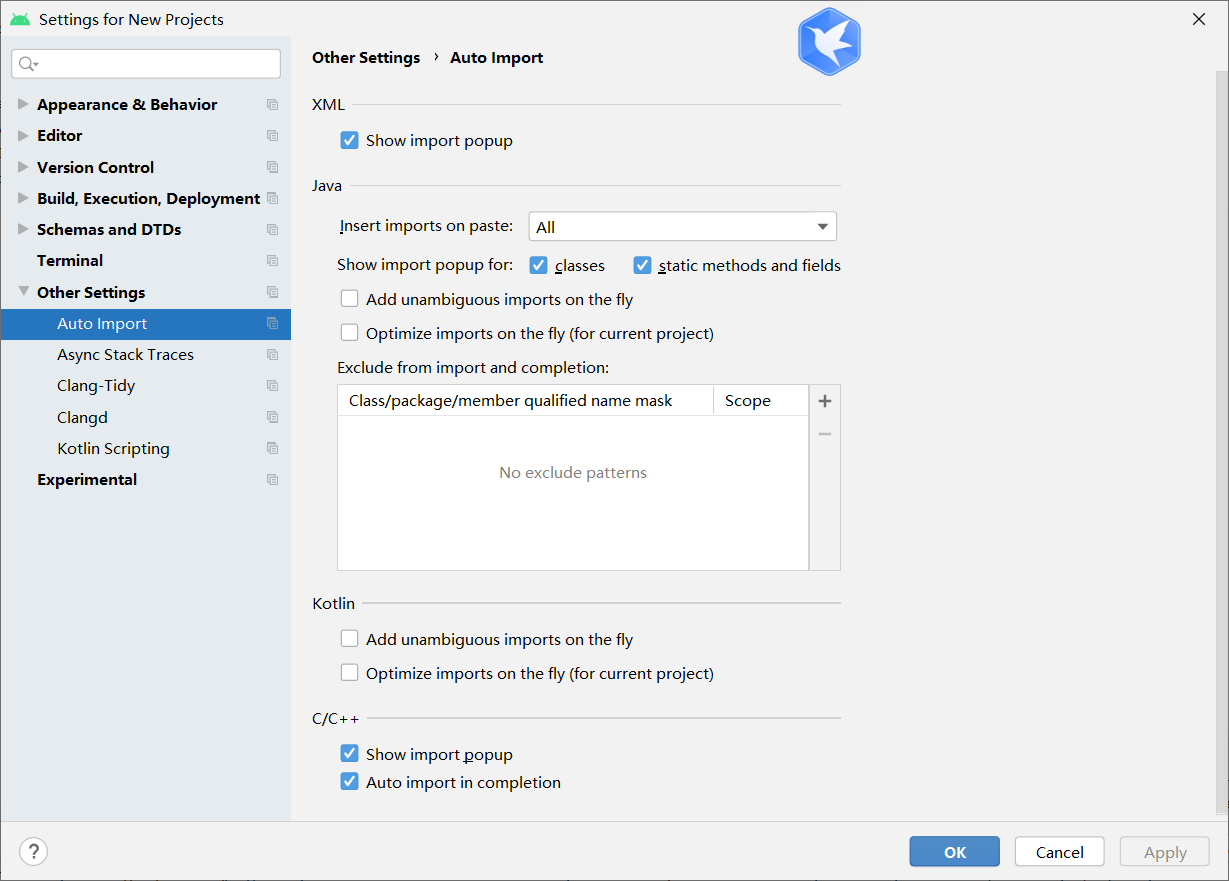 Settings for New Projects
Appearance & Behavior
Editor
Version Control
Build, Execution, Deployment
Schemas and DTDs
Terminal
Other Settings
Auto Import
Async Stack Traces
Clang-Tidy
Clangd
Kotlin Scripting
Experimental
Other Settings › Auto Import
XML
Show import popup
Java
Insert imports on paste: All
Show import popup for: classes static methods and fields
Add unambiguous imports on the fly
Optimize imports on the fly (for current project)
Exclude from import and completion:
Class/package/member qualified name mask Scope
No exclude patterns
Kotlin
Add unambiguous imports on the fly
Optimize imports on the fly (for current project)
C/C++
Show import popup
Auto import in completion
? OK Cancel Apply